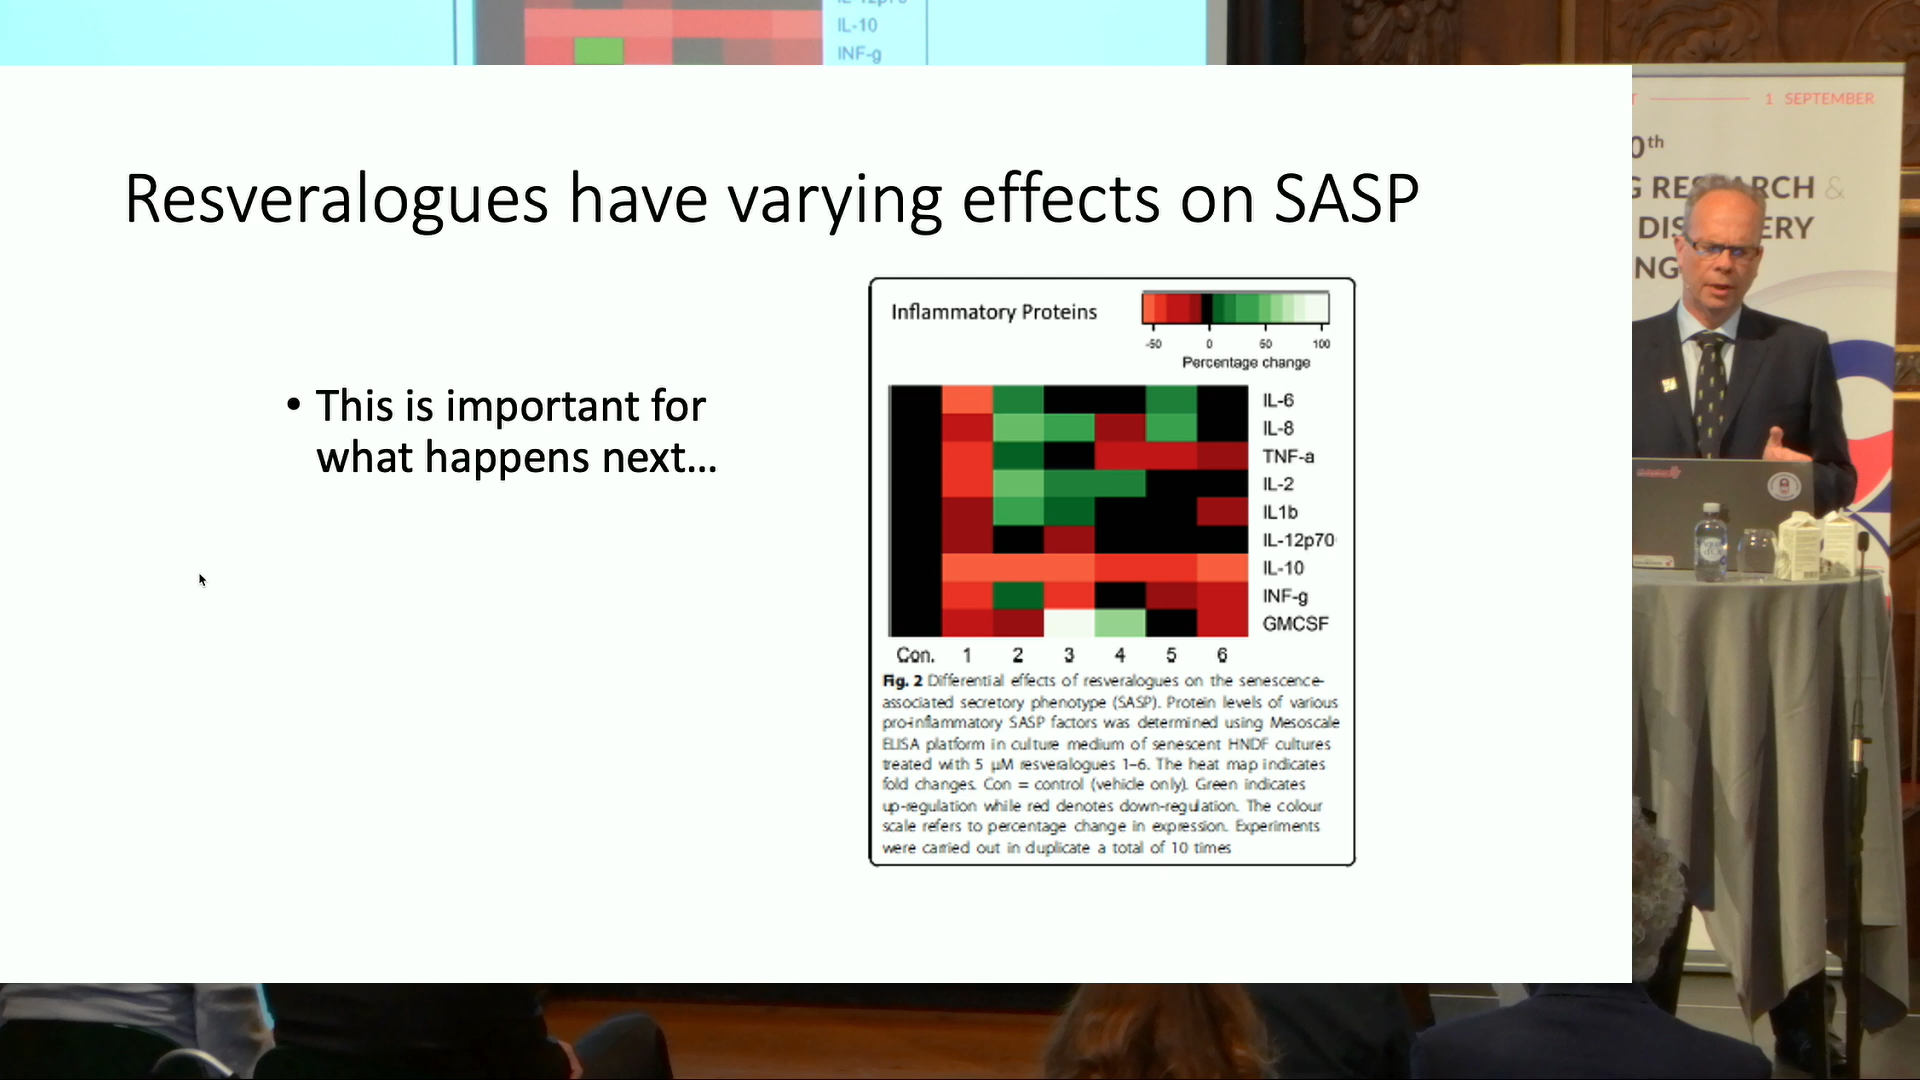 IL-10
INF-g
1 SEPTEMBER
0th
G RESEARCH &
Resveralogues have varying effects on SASP
• This is important for
what happens next...
Inflammatory Proteins
-50 0 50 100
Percentage change
IL-6
IL-8
TNF-a
IL-2
IL1b
IL-12p70
IL-10
INF-g
GMCSF
Con. 1 2 3 4 5 6
Fig. 2 Differential effects of resveralogues on the senescence-
associated secretory phenotype (SASP). Protein levels of various
pro-inflammatory SASP factors was determined using Mesoscale
ELISA platform in culture medium of senescent HNDF cultures
treated with 5 μM resveralogues 1–6. The heat map indicates
fold changes. Con = control (vehicle only). Green indicates
up-regulation while red denotes down-regulation. The colour
scale refers to percentage change in expression. Experiments
were carried out in duplicate a total of 10 times